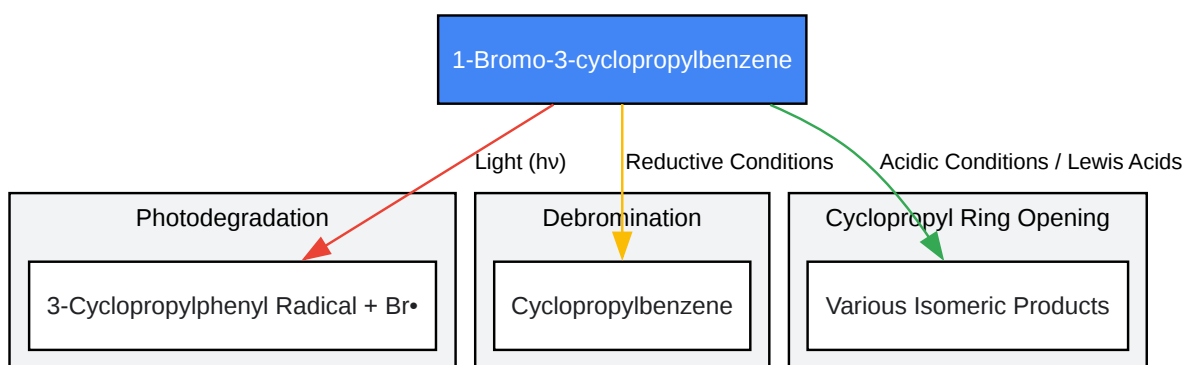 1-Bromo-3-cyclopropylbenzene
Light (hν)
Reductive Conditions
Acidic Conditions / Lewis Acids
Photodegradation
Debromination
Cyclopropyl Ring Opening
3-Cyclopropylphenyl Radical + Br•
Cyclopropylbenzene
Various Isomeric Products